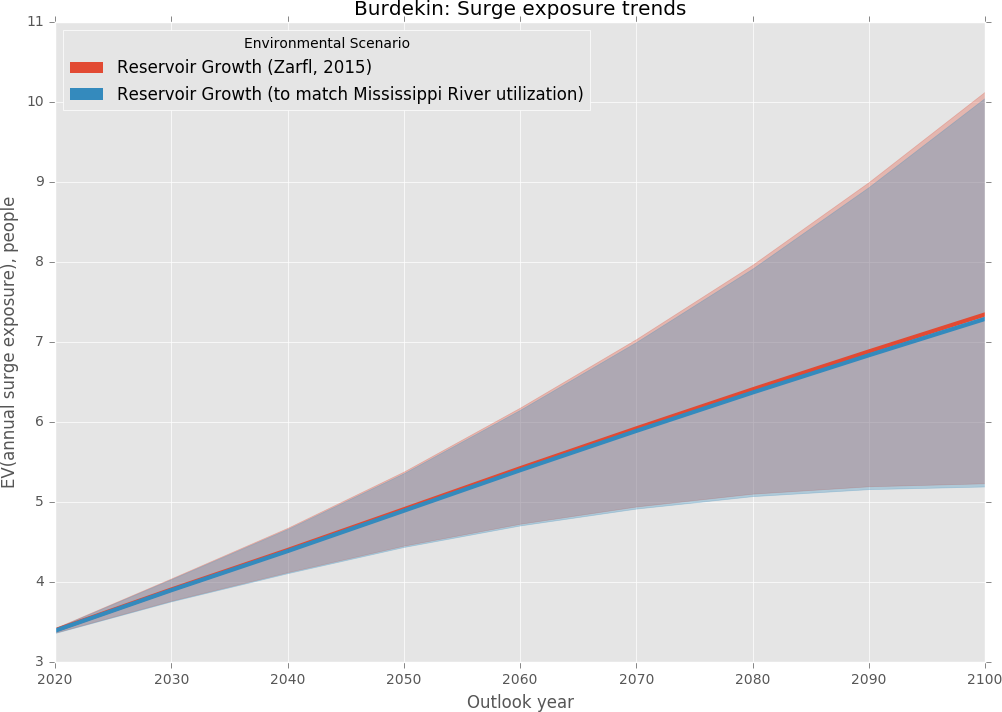 Burdekin: Surge exposure trends
Environmental Scenario
Reservoir Growth (Zarfl, 2015)
Reservoir Growth (to match Mississippi River utilization)
EV(annual surge exposure), people
11
10
9
8
7
6
5
4
3
2020 2030 2040 2050 2060 2070 2080 2090 2100
Outlook year